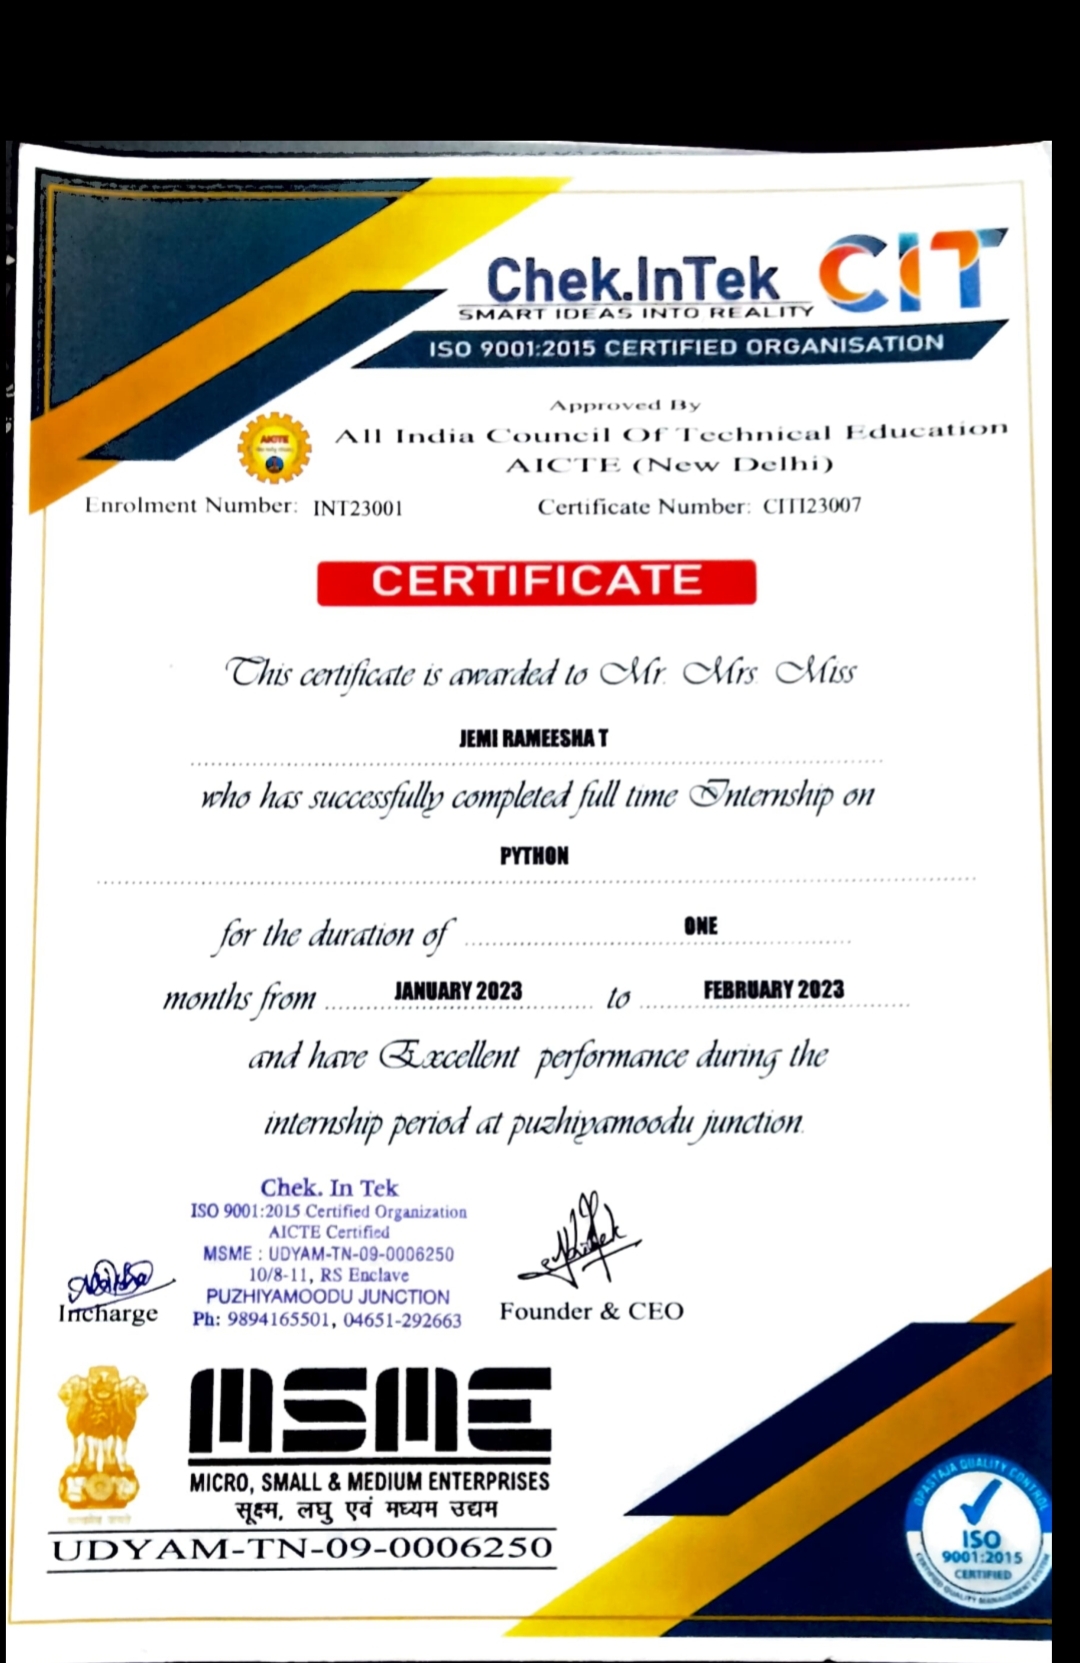 Chek.InTek CIT
SMART IDEAS INTO REALITY
ISO 9001:2015 CERTIFIED ORGANISATION
Approved By
All India Council Of Technical Education
AICTE (New Delhi)
AICTE
Enrolment Number: INT23001
Certificate Number: CITI23007
CERTIFICATE
This certificate is awarded to Mr. Mrs. Miss
JEMI RAMEESHA T
who has successfully completed full time Internship on
PYTHON
for the duration of ONE
months from JANUARY 2023 to FEBRUARY 2023
and have Excellent performance during the
internship period at puzhiyamoodu junction.
Chek. In Tek
ISO 9001:2015 Certified Organization
AICTE Certified
MSME : UDYAM-TN-09-0006250
10/8-11, RS Enclave
PUZHIYAMOODU JUNCTION
Ph: 9894165501, 04651-292663
Incharge
Founder & CEO
MSME
MICRO, SMALL & MEDIUM ENTERPRISES
सूक्ष्म, लघु एवं मध्यम उद्यम
UDYAM-TN-09-0006250
OPASTAJA QUALITY CONTROL
ISO
9001:2015
CERTIFIED
CERTIFIED QUALITY MANAGEMENT SYSTEM